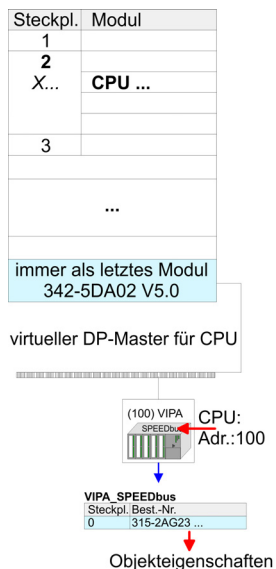 Steckpl. Modul
1
2
X... CPU ...
3
...
immer als letztes Modul
342-5DA02 V5.0
virtueller DP-Master für CPU
(100) VIPA
SPEEDbus
CPU:
Adr.:100
VIPA_SPEEDbus
Steckpl. Best.-Nr.
0 315-2AG23 ...
Objekteigenschaften